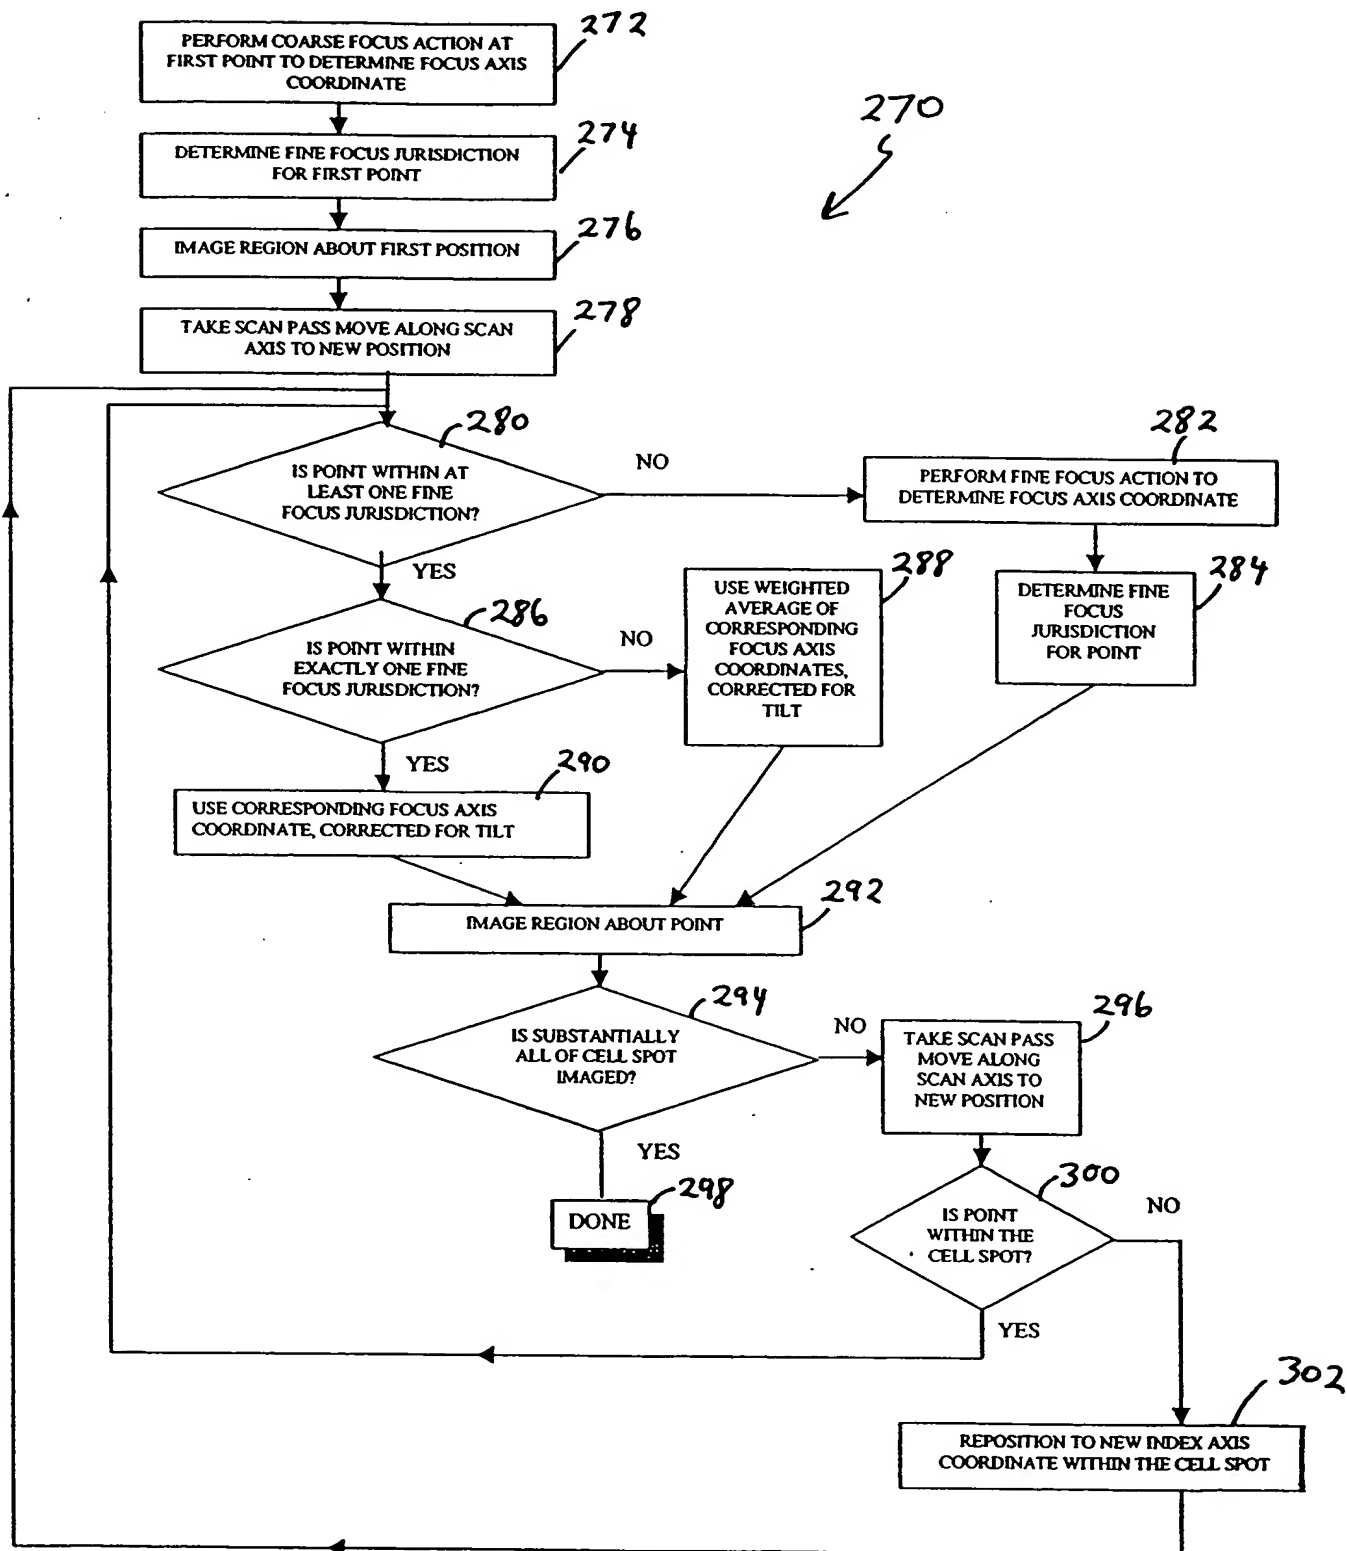 272
PERFORM COARSE FOCUS ACTION AT
FIRST POINT TO DETERMINE FOCUS AXIS
COORDINATE
270
274
DETERMINE FINE FOCUS JURISDICTION
FOR FIRST POINT
276
IMAGE REGION ABOUT FIRST POSITION
278
TAKE SCAN PASS MOVE ALONG SCAN
AXIS TO NEW POSITION
280
IS POINT WITHIN AT
LEAST ONE FINE
FOCUS JURISDICTION?
NO
282
PERFORM FINE FOCUS ACTION TO
DETERMINE FOCUS AXIS COORDINATE
YES
284
DETERMINE FINE
FOCUS
JURISDICTION
FOR POINT
286
IS POINT WITHIN
EXACTLY ONE FINE
FOCUS JURISDICTION?
NO
288
USE WEIGHTED
AVERAGE OF
CORRESPONDING
FOCUS AXIS
COORDINATES,
CORRECTED FOR
TILT
YES
290
USE CORRESPONDING FOCUS AXIS
COORDINATE, CORRECTED FOR TILT
292
IMAGE REGION ABOUT POINT
294
IS SUBSTANTIALLY
ALL OF CELL SPOT
IMAGED?
NO
296
TAKE SCAN PASS
MOVE ALONG
SCAN AXIS TO
NEW POSITION
YES
298
DONE
300
IS POINT
WITHIN THE
CELL SPOT?
NO
YES
302
REPOSITION TO NEW INDEX AXIS
COORDINATE WITHIN THE CELL SPOT